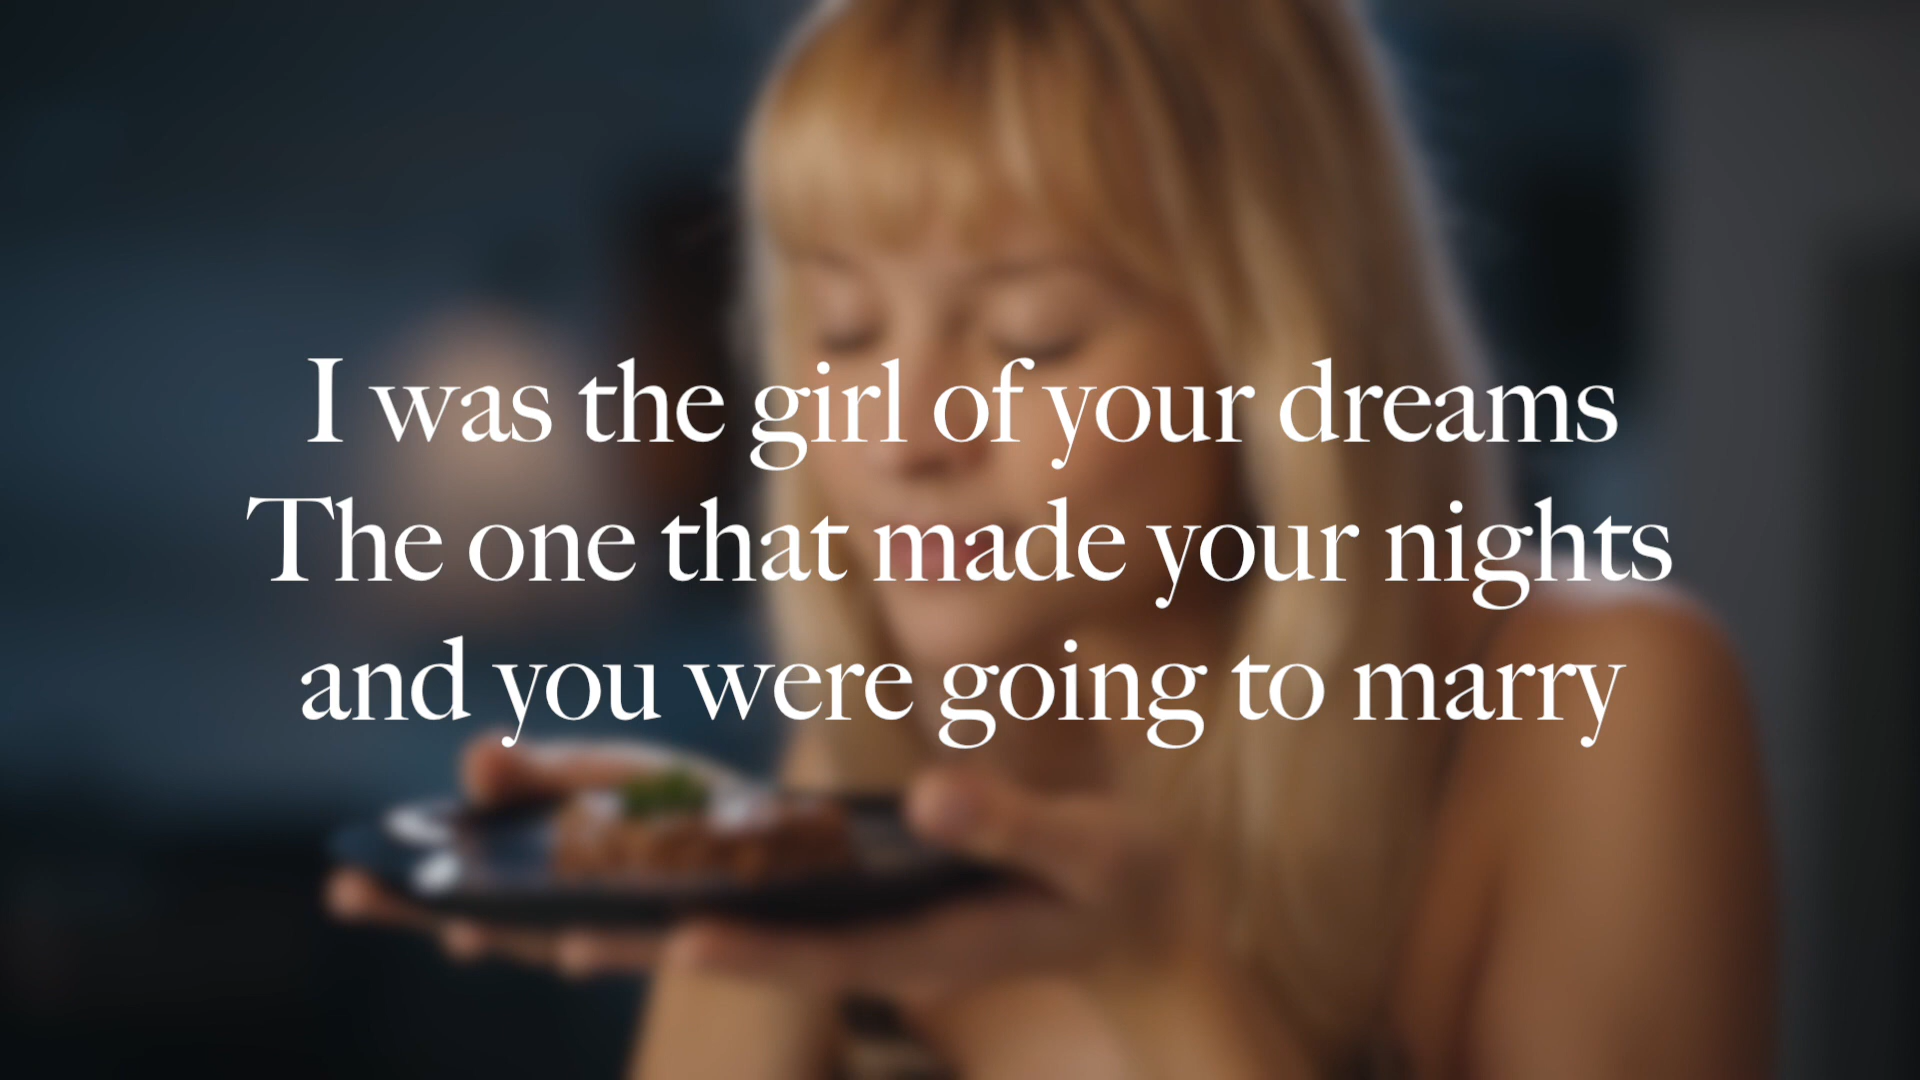 I was the girl of your dreams
The one that made your nights
and you were going to marry